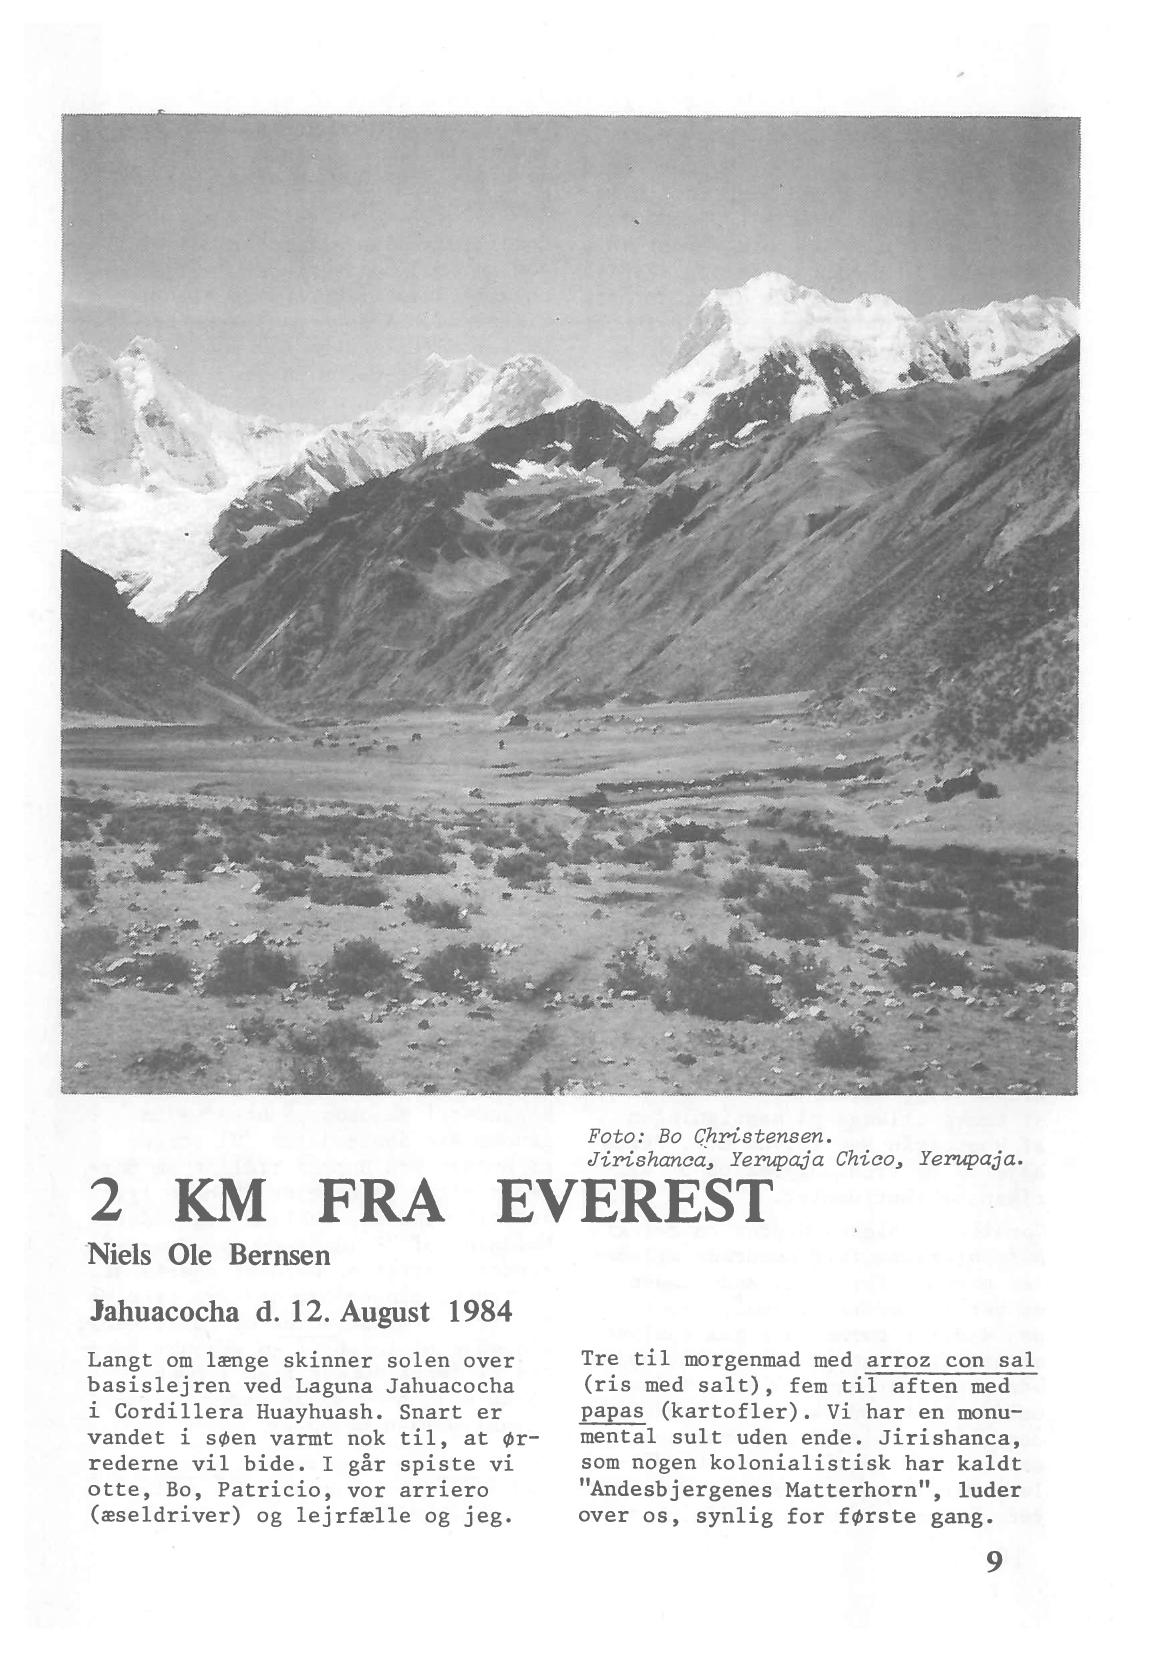 Foto: Bo Christensen.
Jirishanca, Yerupaja Chico, Yerupaja.
2 KM FRA EVEREST
Niels Ole Bernsen
Jahuacocha d. 12. August 1984
Langt om længe skinner solen over
basislejren ved Laguna Jahuacocha
i Cordillera Huayhuash. Snart er
vandet i søen varmt nok til, at ør-
rederne vil bide. I går spiste vi
otte, Bo, Patricio, vor arriero
(æseldriver) og lejrfælle og jeg.
Tre til morgenmad med arroz con sal
(ris med salt), fem til aften med
papas (kartofler). Vi har en monu-
mental sult uden ende. Jirishanca,
som nogen kolonialistisk har kaldt
"Andesbjergenes Matterhorn", luder
over os, synlig for første gang.
9